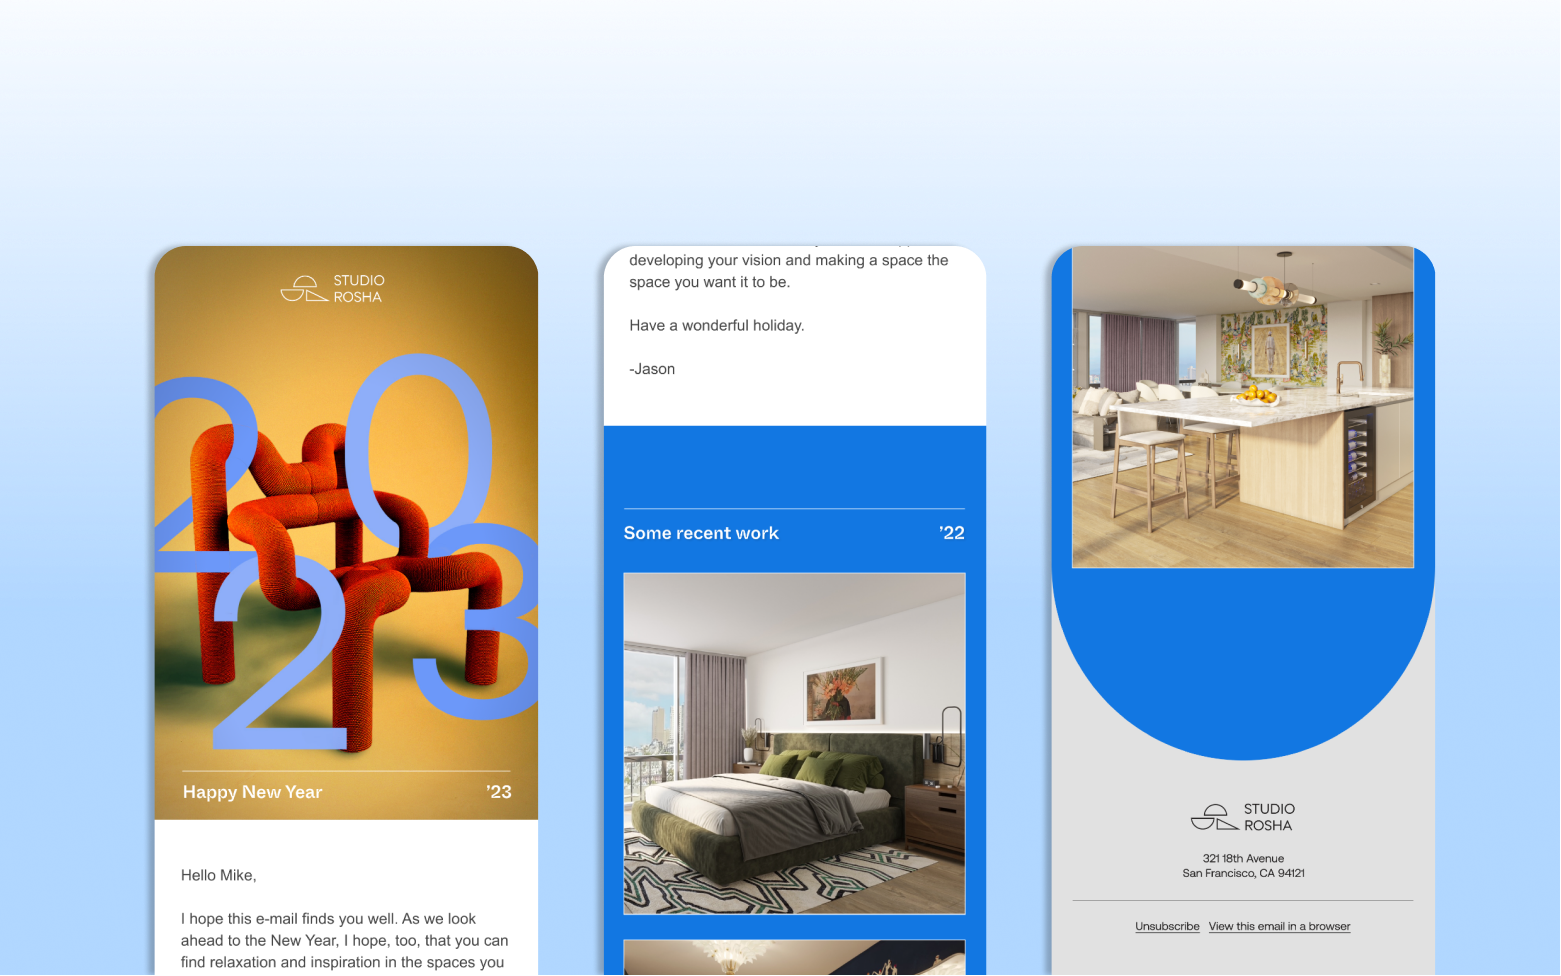 STUDIO
ROSHA
2023
Happy New Year ’23
Hello Mike,
I hope this e-mail finds you well. As we look
ahead to the New Year, I hope, too, that you can
find relaxation and inspiration in the spaces you
developing your vision and making a space the
space you want it to be.
Have a wonderful holiday.
-Jason
Some recent work ’22
STUDIO
ROSHA
321 18th Avenue
San Francisco, CA 94121
Unsubscribe View this email in a browser